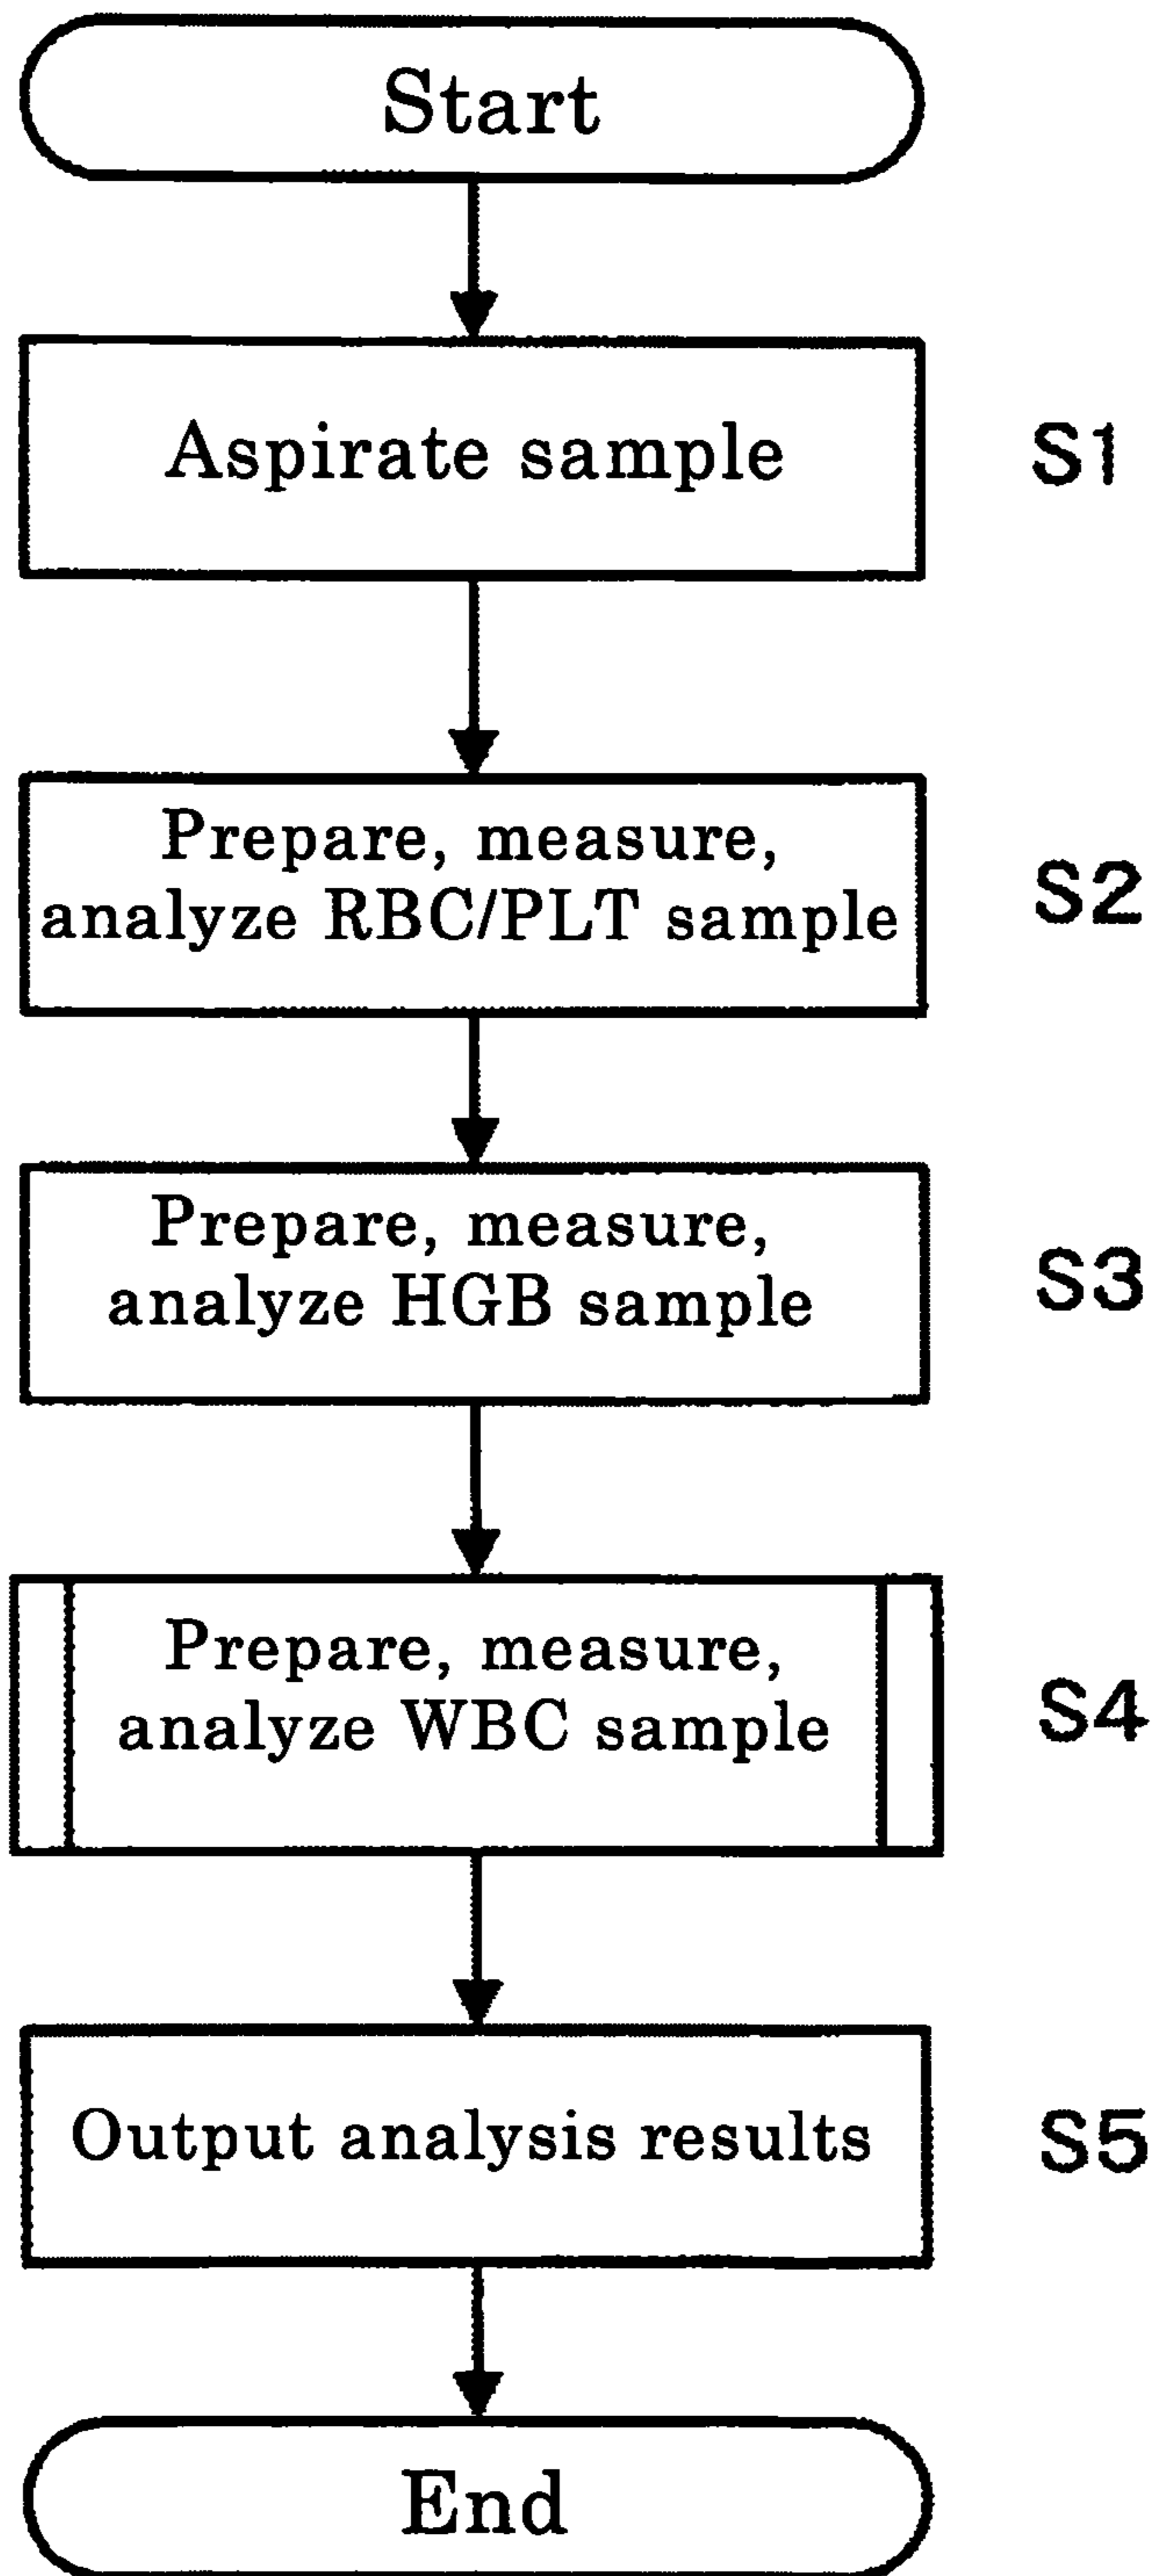 Start
Aspirate sample
S1
Prepare, measure,
analyze RBC/PLT sample
S2
Prepare, measure,
analyze HGB sample
S3
Prepare, measure,
analyze WBC sample
S4
Output analysis results
S5
End